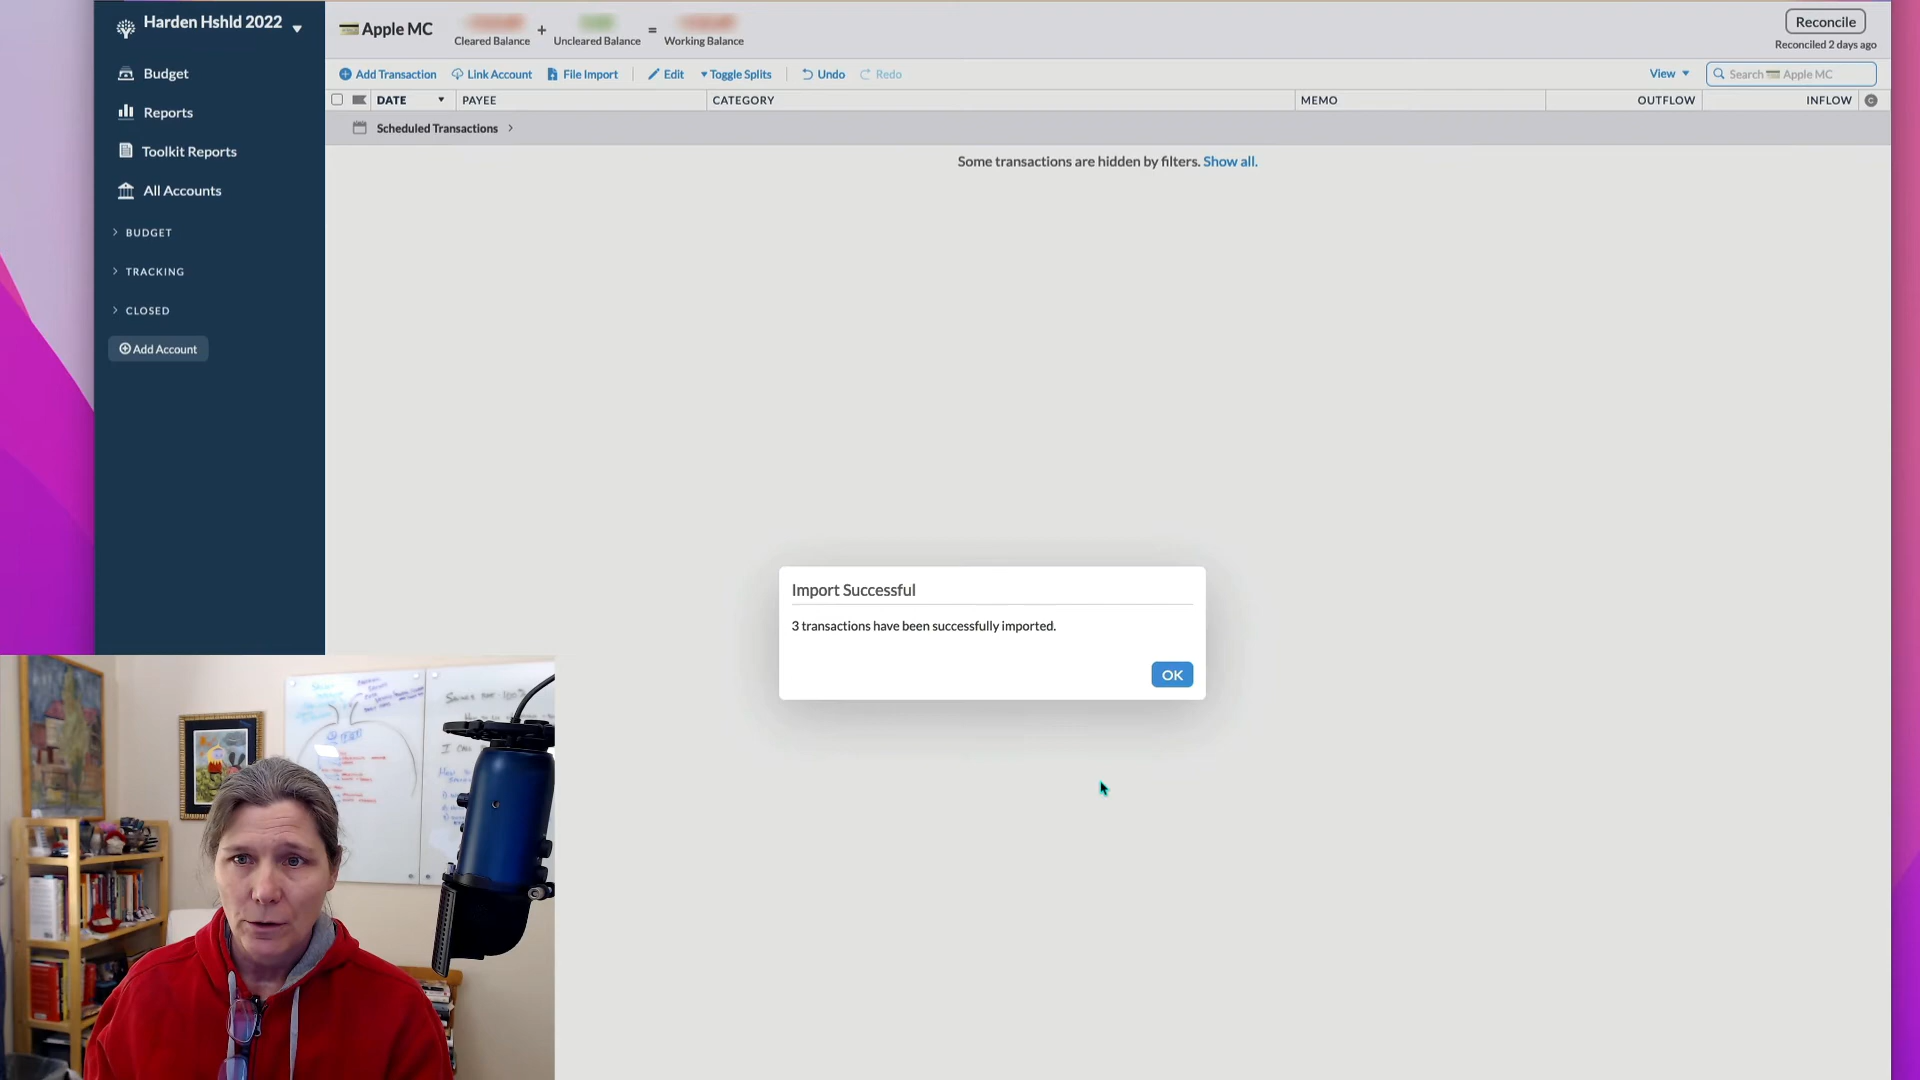 Harden Hshld 2022
Budget
Reports
Toolkit Reports
All Accounts
BUDGET
TRACKING
CLOSED
Add Account
Apple MC
Cleared Balance + Uncleared Balance = Working Balance
Reconcile
Reconciled 2 days ago
Add Transaction Link Account File Import Edit Toggle Splits Undo Redo
View Search Apple MC
DATE PAYEE CATEGORY MEMO OUTFLOW INFLOW C
Scheduled Transactions
Some transactions are hidden by filters. Show all.
Import Successful
3 transactions have been successfully imported.
OK